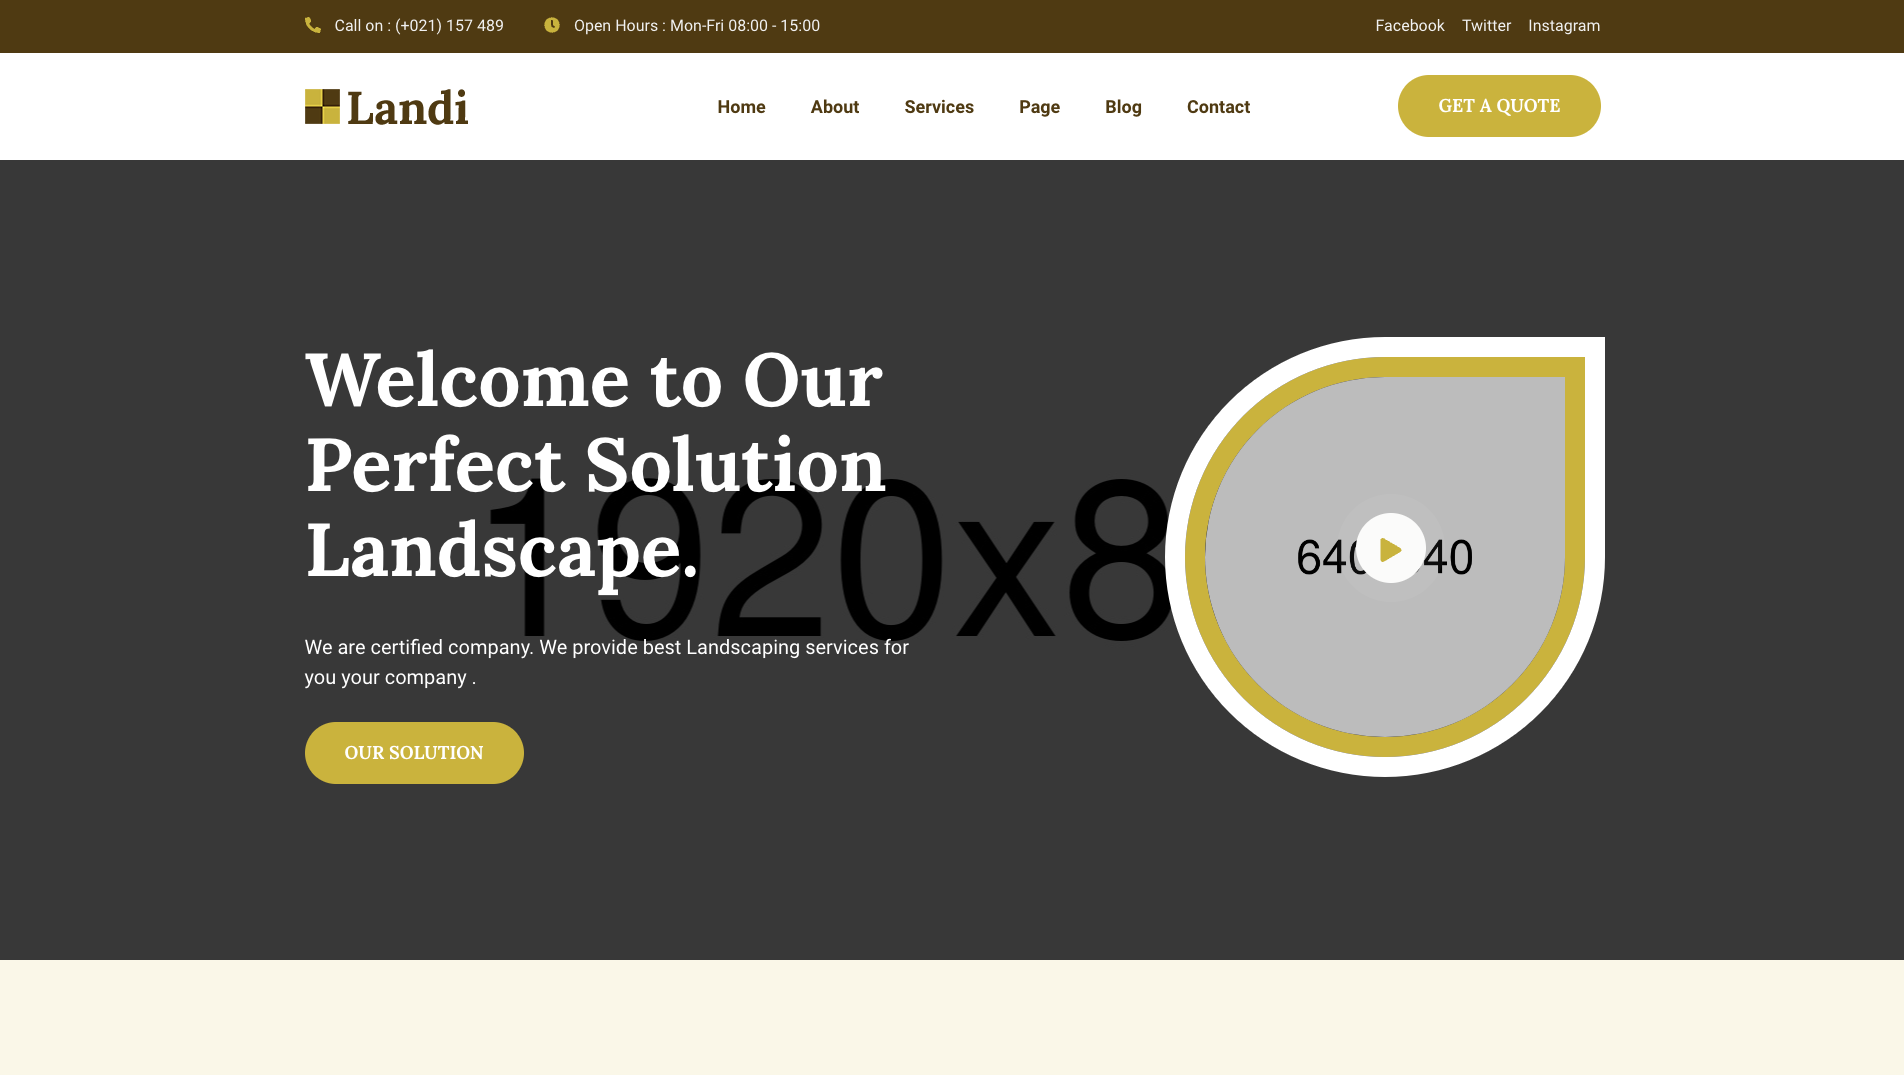 Call on : (+021) 157 489
Open Hours : Mon-Fri 08:00 - 15:00
Facebook Twitter Instagram
Landi
Home About Services Page Blog Contact
GET A QUOTE
Welcome to Our
Perfect Solution
Landscape.
1920x8
640 40
We are certified company. We provide best Landscaping services for
you your company .
OUR SOLUTION